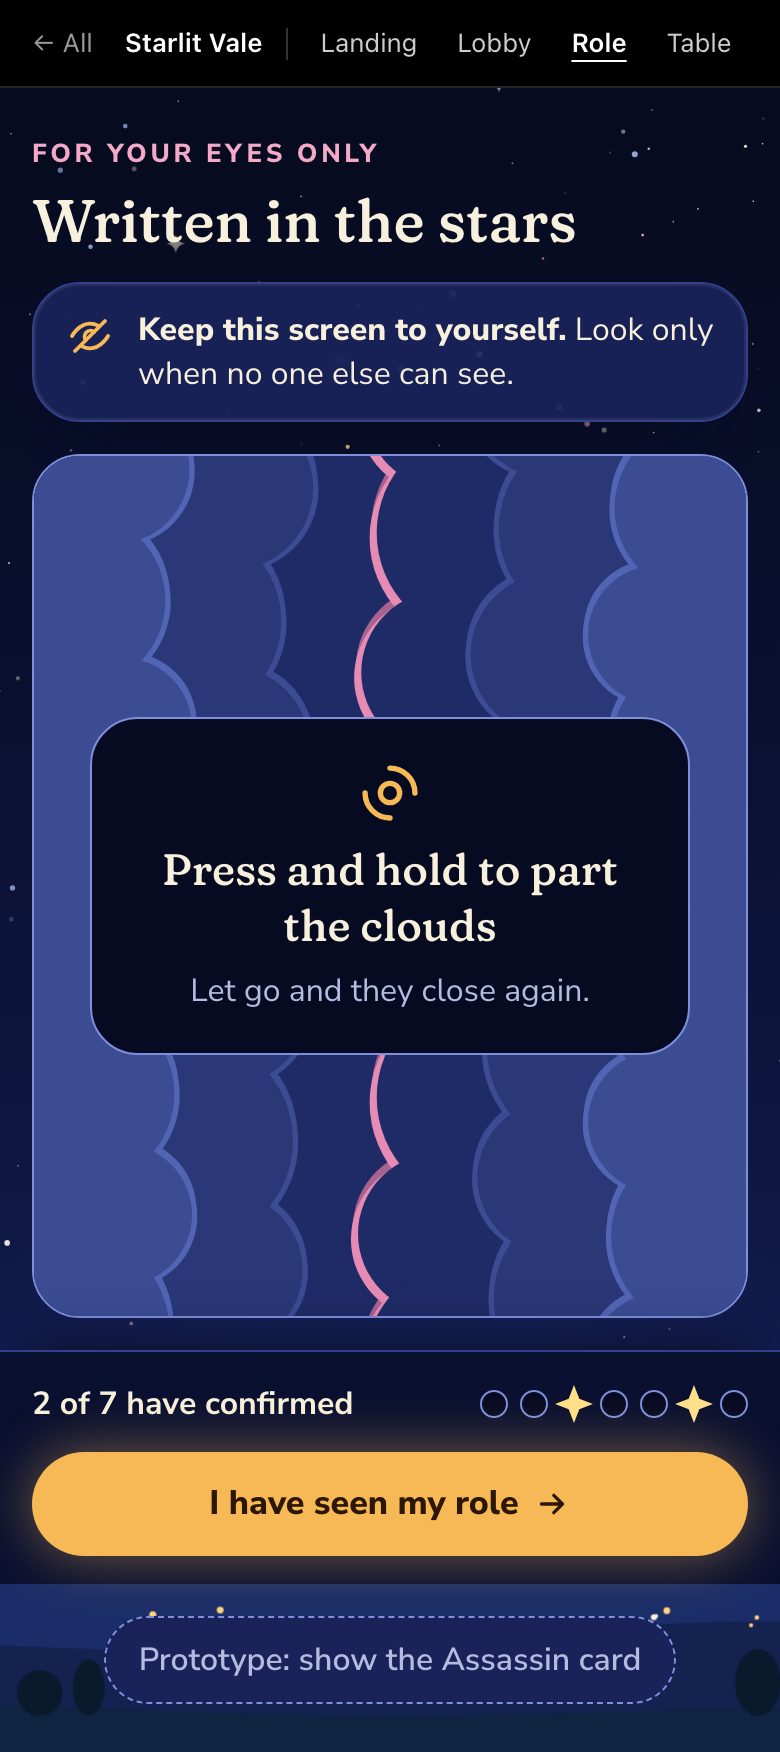 ← All Starlit Vale Landing Lobby Role Table
FOR YOUR EYES ONLY
Written in the stars
Keep this screen to yourself. Look only
when no one else can see.
Press and hold to part
the clouds
Let go and they close again.
2 of 7 have confirmed
I have seen my role →
Prototype: show the Assassin card